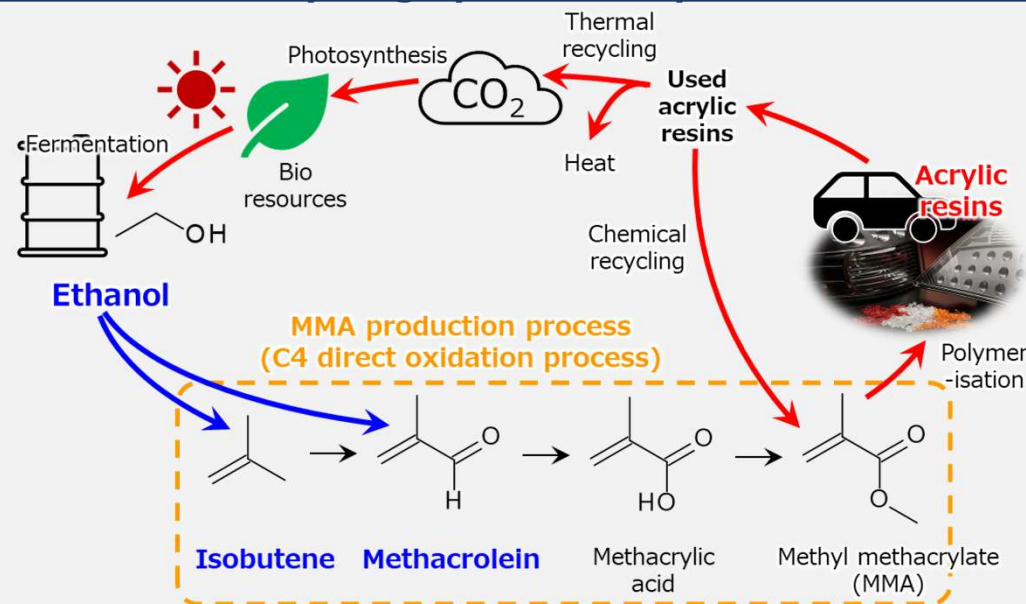 Thermal
recycling
Photosynthesis
CO₂
Used
acrylic
resins
Heat
Fermentation
Bio
resources
OH
Ethanol
Acrylic
resins
Chemical
recycling
MMA production process
(C4 direct oxidation process)
Polymer
-isation
O
H
O
HO
O
O
Isobutene
Methacrolein
Methacrylic
acid
Methyl methacrylate
(MMA)